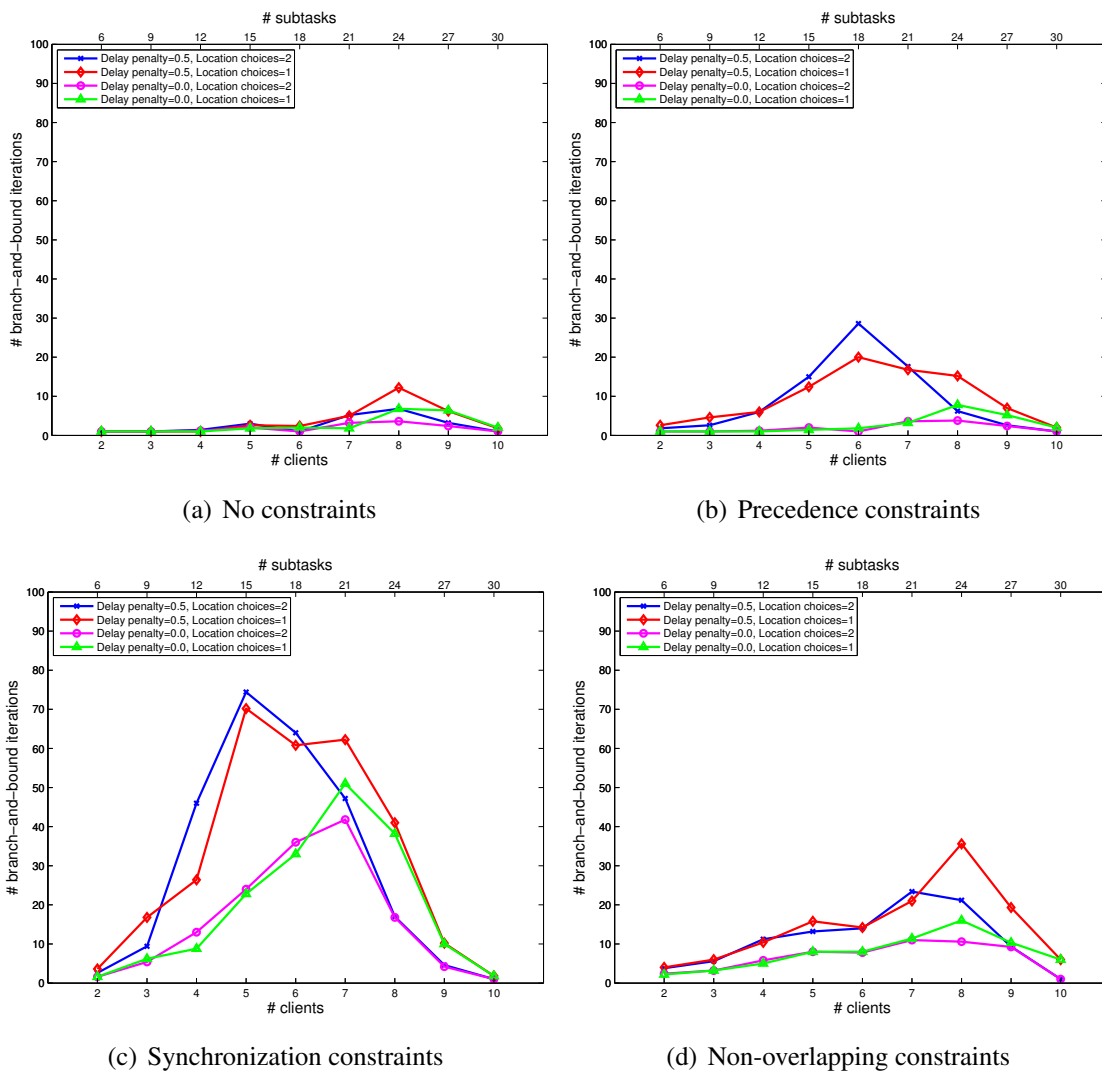 # subtasks
6 9 12 15 18 21 24 27 30
100
90
80
70
60
50
40
30
20
10
0
# branch-and-bound iterations
Delay penalty=0.5, Location choices=2
Delay penalty=0.5, Location choices=1
Delay penalty=0.0, Location choices=2
Delay penalty=0.0, Location choices=1
2 3 4 5 6 7 8 9 10
# clients
(a) No constraints
# subtasks
6 9 12 15 18 21 24 27 30
100
90
80
70
60
50
40
30
20
10
0
# branch-and-bound iterations
Delay penalty=0.5, Location choices=2
Delay penalty=0.5, Location choices=1
Delay penalty=0.0, Location choices=2
Delay penalty=0.0, Location choices=1
2 3 4 5 6 7 8 9 10
# clients
(b) Precedence constraints
# subtasks
6 9 12 15 18 21 24 27 30
100
90
80
70
60
50
40
30
20
10
0
# branch-and-bound iterations
Delay penalty=0.5, Location choices=2
Delay penalty=0.5, Location choices=1
Delay penalty=0.0, Location choices=2
Delay penalty=0.0, Location choices=1
2 3 4 5 6 7 8 9 10
# clients
(c) Synchronization constraints
# subtasks
6 9 12 15 18 21 24 27 30
100
90
80
70
60
50
40
30
20
10
0
# branch-and-bound iterations
Delay penalty=0.5, Location choices=2
Delay penalty=0.5, Location choices=1
Delay penalty=0.0, Location choices=2
Delay penalty=0.0, Location choices=1
2 3 4 5 6 7 8 9 10
# clients
(d) Non-overlapping constraints